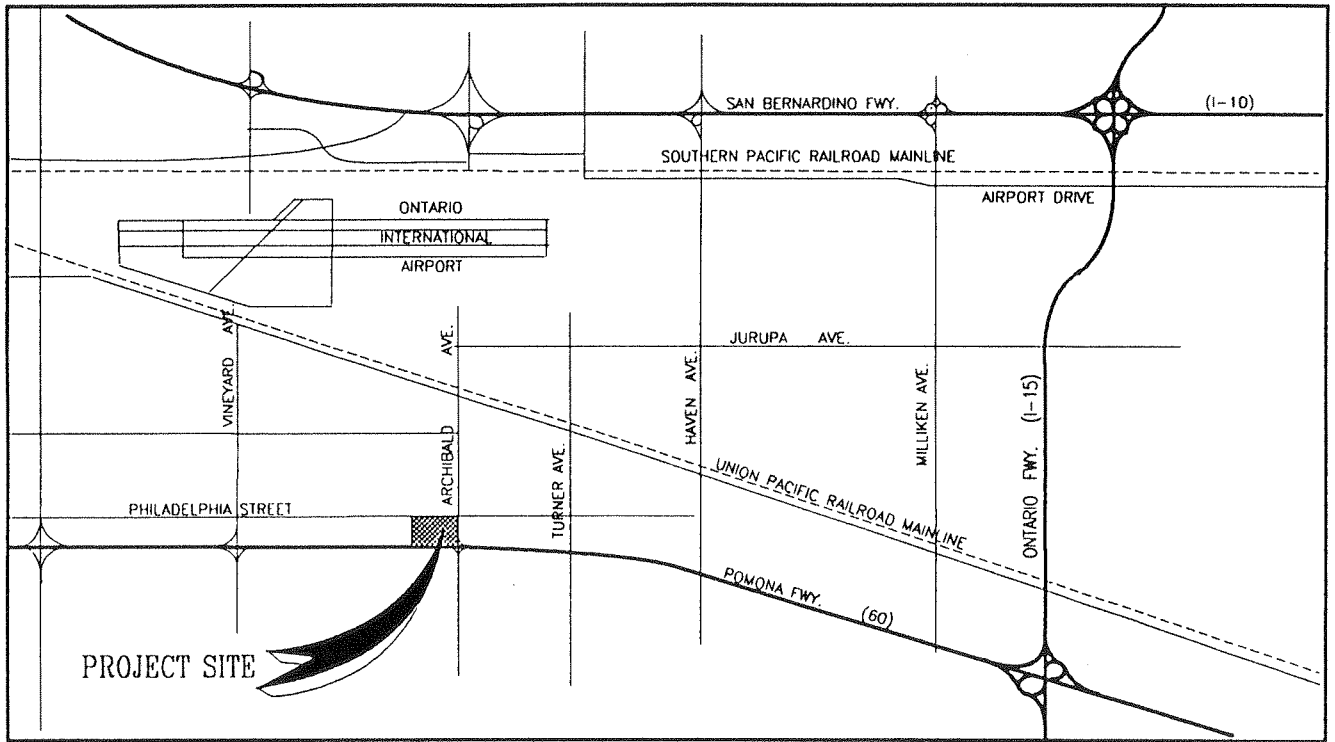 SAN BERNARDINO FWY.
(I-10)
SOUTHERN PACIFIC RAILROAD MAINLINE
AIRPORT DRIVE
ONTARIO
INTERNATIONAL
AIRPORT
VINEYARD AVE.
ARCHIBALD AVE.
JURUPA AVE.
HAVEN AVE.
MILLIKEN AVE.
ONTARIO FWY. (I-15)
TURNER AVE.
UNION PACIFIC RAILROAD MAINLINE
PHILADELPHIA STREET
POMONA FWY. (60)
PROJECT SITE